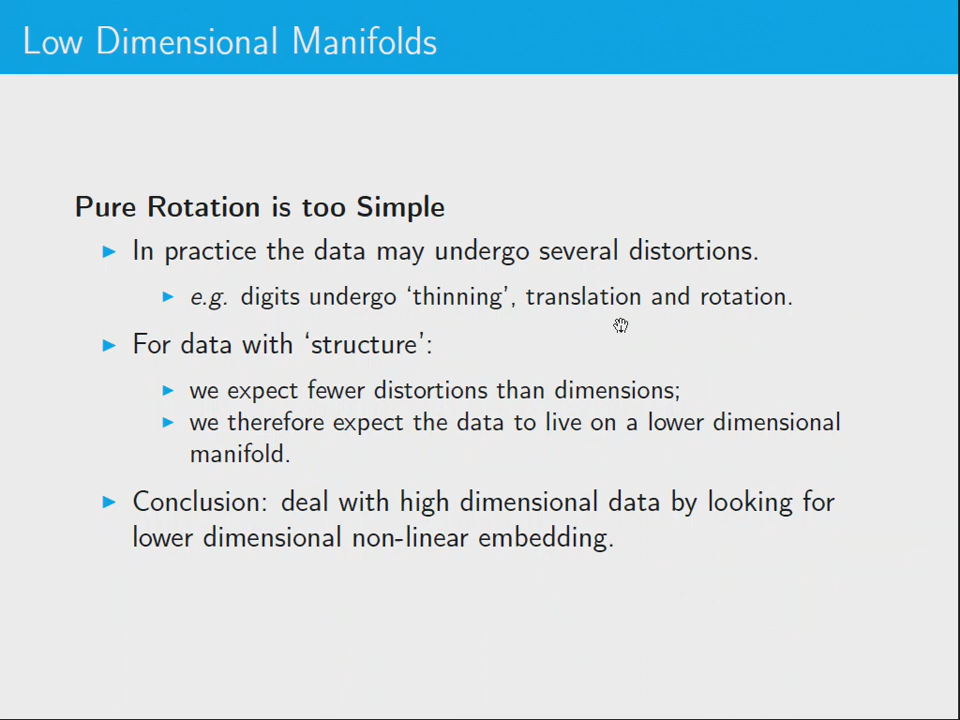 Low Dimensional Manifolds
Pure Rotation is too Simple
In practice the data may undergo several distortions.
e.g. digits undergo ‘thinning’, translation and rotation.
For data with ‘structure’:
we expect fewer distortions than dimensions;
we therefore expect the data to live on a lower dimensional
manifold.
Conclusion: deal with high dimensional data by looking for
lower dimensional non-linear embedding.